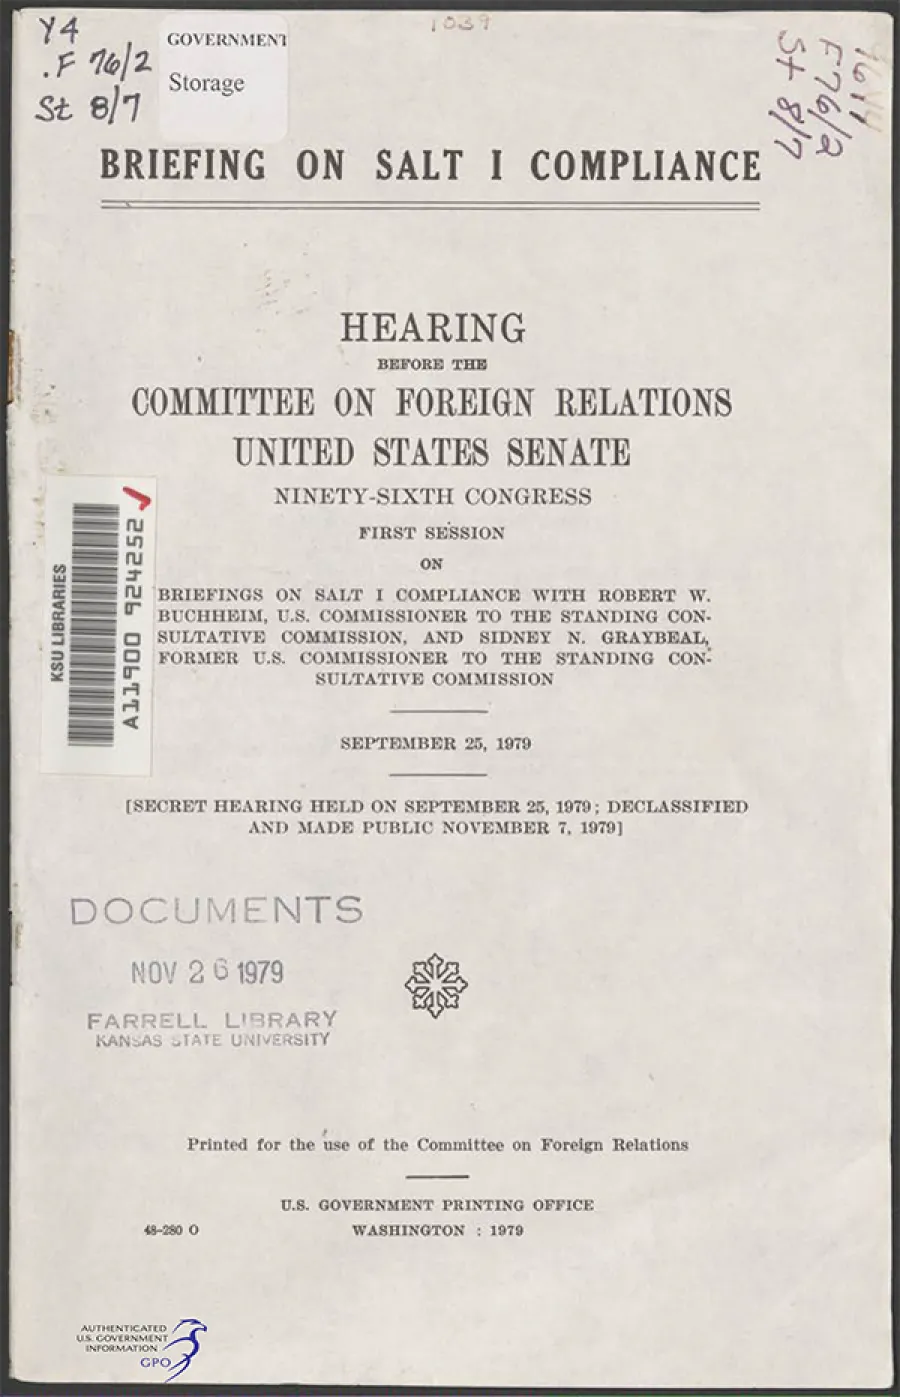 1039
Y4
.F 76/2
St 8/7
GOVERNMENT
Storage
F76/2
St 8/7
BRIEFING ON SALT I COMPLIANCE
HEARING
BEFORE THE
COMMITTEE ON FOREIGN RELATIONS
UNITED STATES SENATE
NINETY-SIXTH CONGRESS
FIRST SESSION
ON
BRIEFINGS ON SALT I COMPLIANCE WITH ROBERT W.
BUCHHEIM, U.S. COMMISSIONER TO THE STANDING CON-
SULTATIVE COMMISSION, AND SIDNEY N. GRAYBEAL,
FORMER U.S. COMMISSIONER TO THE STANDING CON-
SULTATIVE COMMISSION
KSU LIBRARIES
A11900 924252
SEPTEMBER 25, 1979
[SECRET HEARING HELD ON SEPTEMBER 25, 1979; DECLASSIFIED
AND MADE PUBLIC NOVEMBER 7, 1979]
DOCUMENTS
NOV 26 1979
FARRELL LIBRARY
KANSAS STATE UNIVERSITY
Printed for the use of the Committee on Foreign Relations
U.S. GOVERNMENT PRINTING OFFICE
48-280 O
WASHINGTON : 1979
AUTHENTICATED
U.S. GOVERNMENT
INFORMATION
GPO